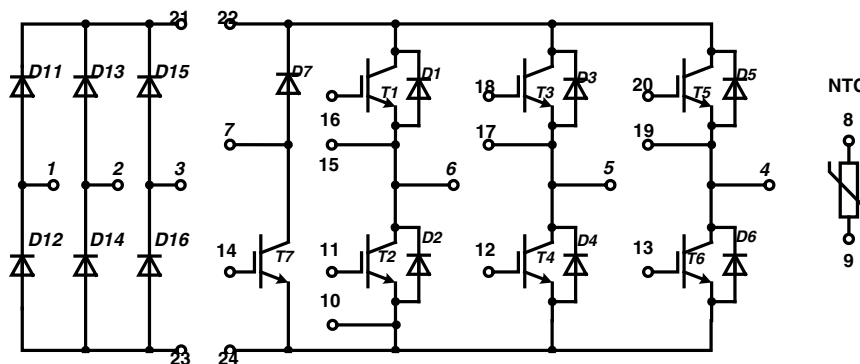 21 22
D11 D13 D15 D7 D1 D3 D5
T1 T3 T5
16 18 20
NTC
7 15 17 19 8
1 2 3 6 5 4
D12 D14 D16 D2 D4 D6
14 T7 11 T2 12 T4 13 T6
9
10
23 24